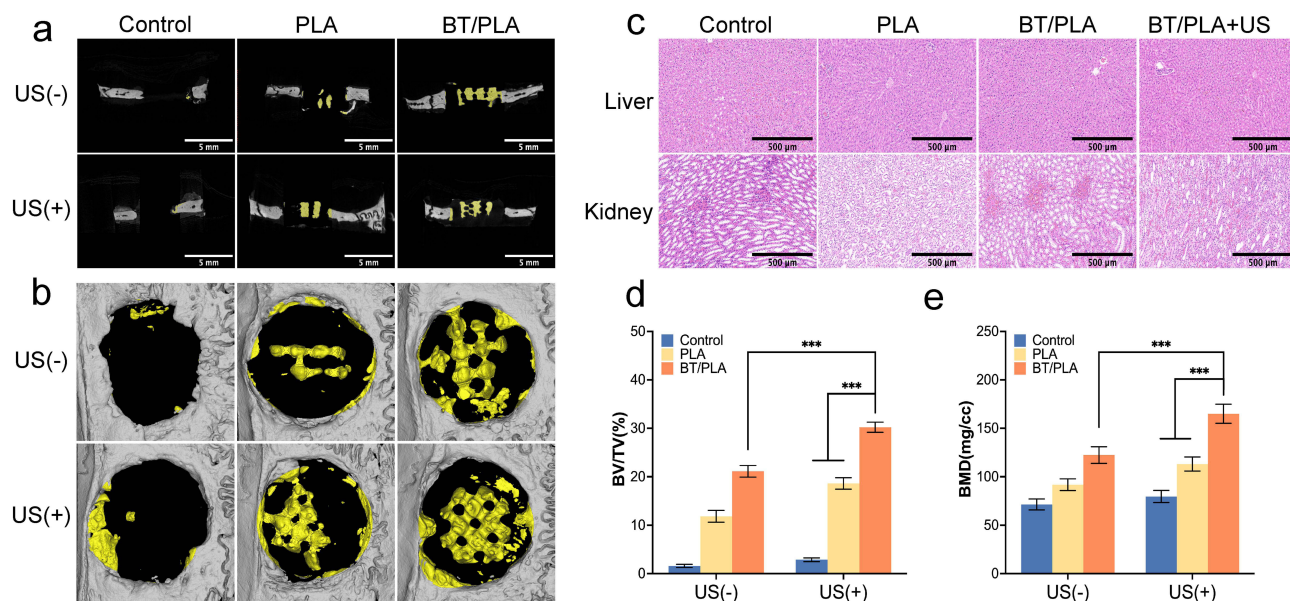 a
Control PLA BT/PLA
US(-)
5 mm 5 mm 5 mm
US(+)
5 mm 5 mm 5 mm
b
US(-)
US(+)
c
Control PLA BT/PLA BT/PLA+US
Liver
500 µm 500 µm 500 µm 500 µm
Kidney
500 µm 500 µm 500 µm 500 µm
d
50
40
30
20
10
0
BV/TV(%)
Control
PLA
BT/PLA
***
***
US(-) US(+)
e
250
200
150
100
50
0
BMD(mg/cc)
Control
PLA
BT/PLA
***
***
US(-) US(+)